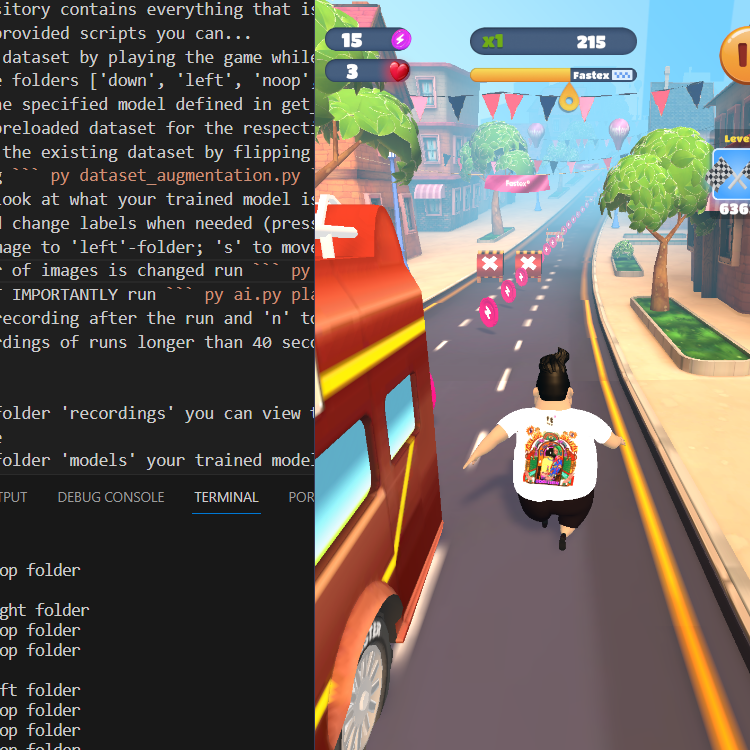 sitory contains everything that is
provided scripts you can...
dataset by playing the game while
e folders ['down', 'left', 'noop'
he specified model defined in get_
preloaded dataset for the respecti
the existing dataset by flipping
g ``` py dataset_augmentation.py `
look at what your trained model is
d change labels when needed (press
mage to 'left'-folder; 's' to move
r of images is changed run ``` py
T IMPORTANTLY run ``` py ai.py pla
recording after the run and 'n' to
rdings of runs longer than 40 seco
folder 'recordings' you can view t
e
folder 'models' your trained model
TPUT DEBUG CONSOLE TERMINAL POR
op folder
ght folder
op folder
op folder
ft folder
op folder
op folder
op folder
15
3
x1 215
Fastex
Leve
636
Fastex